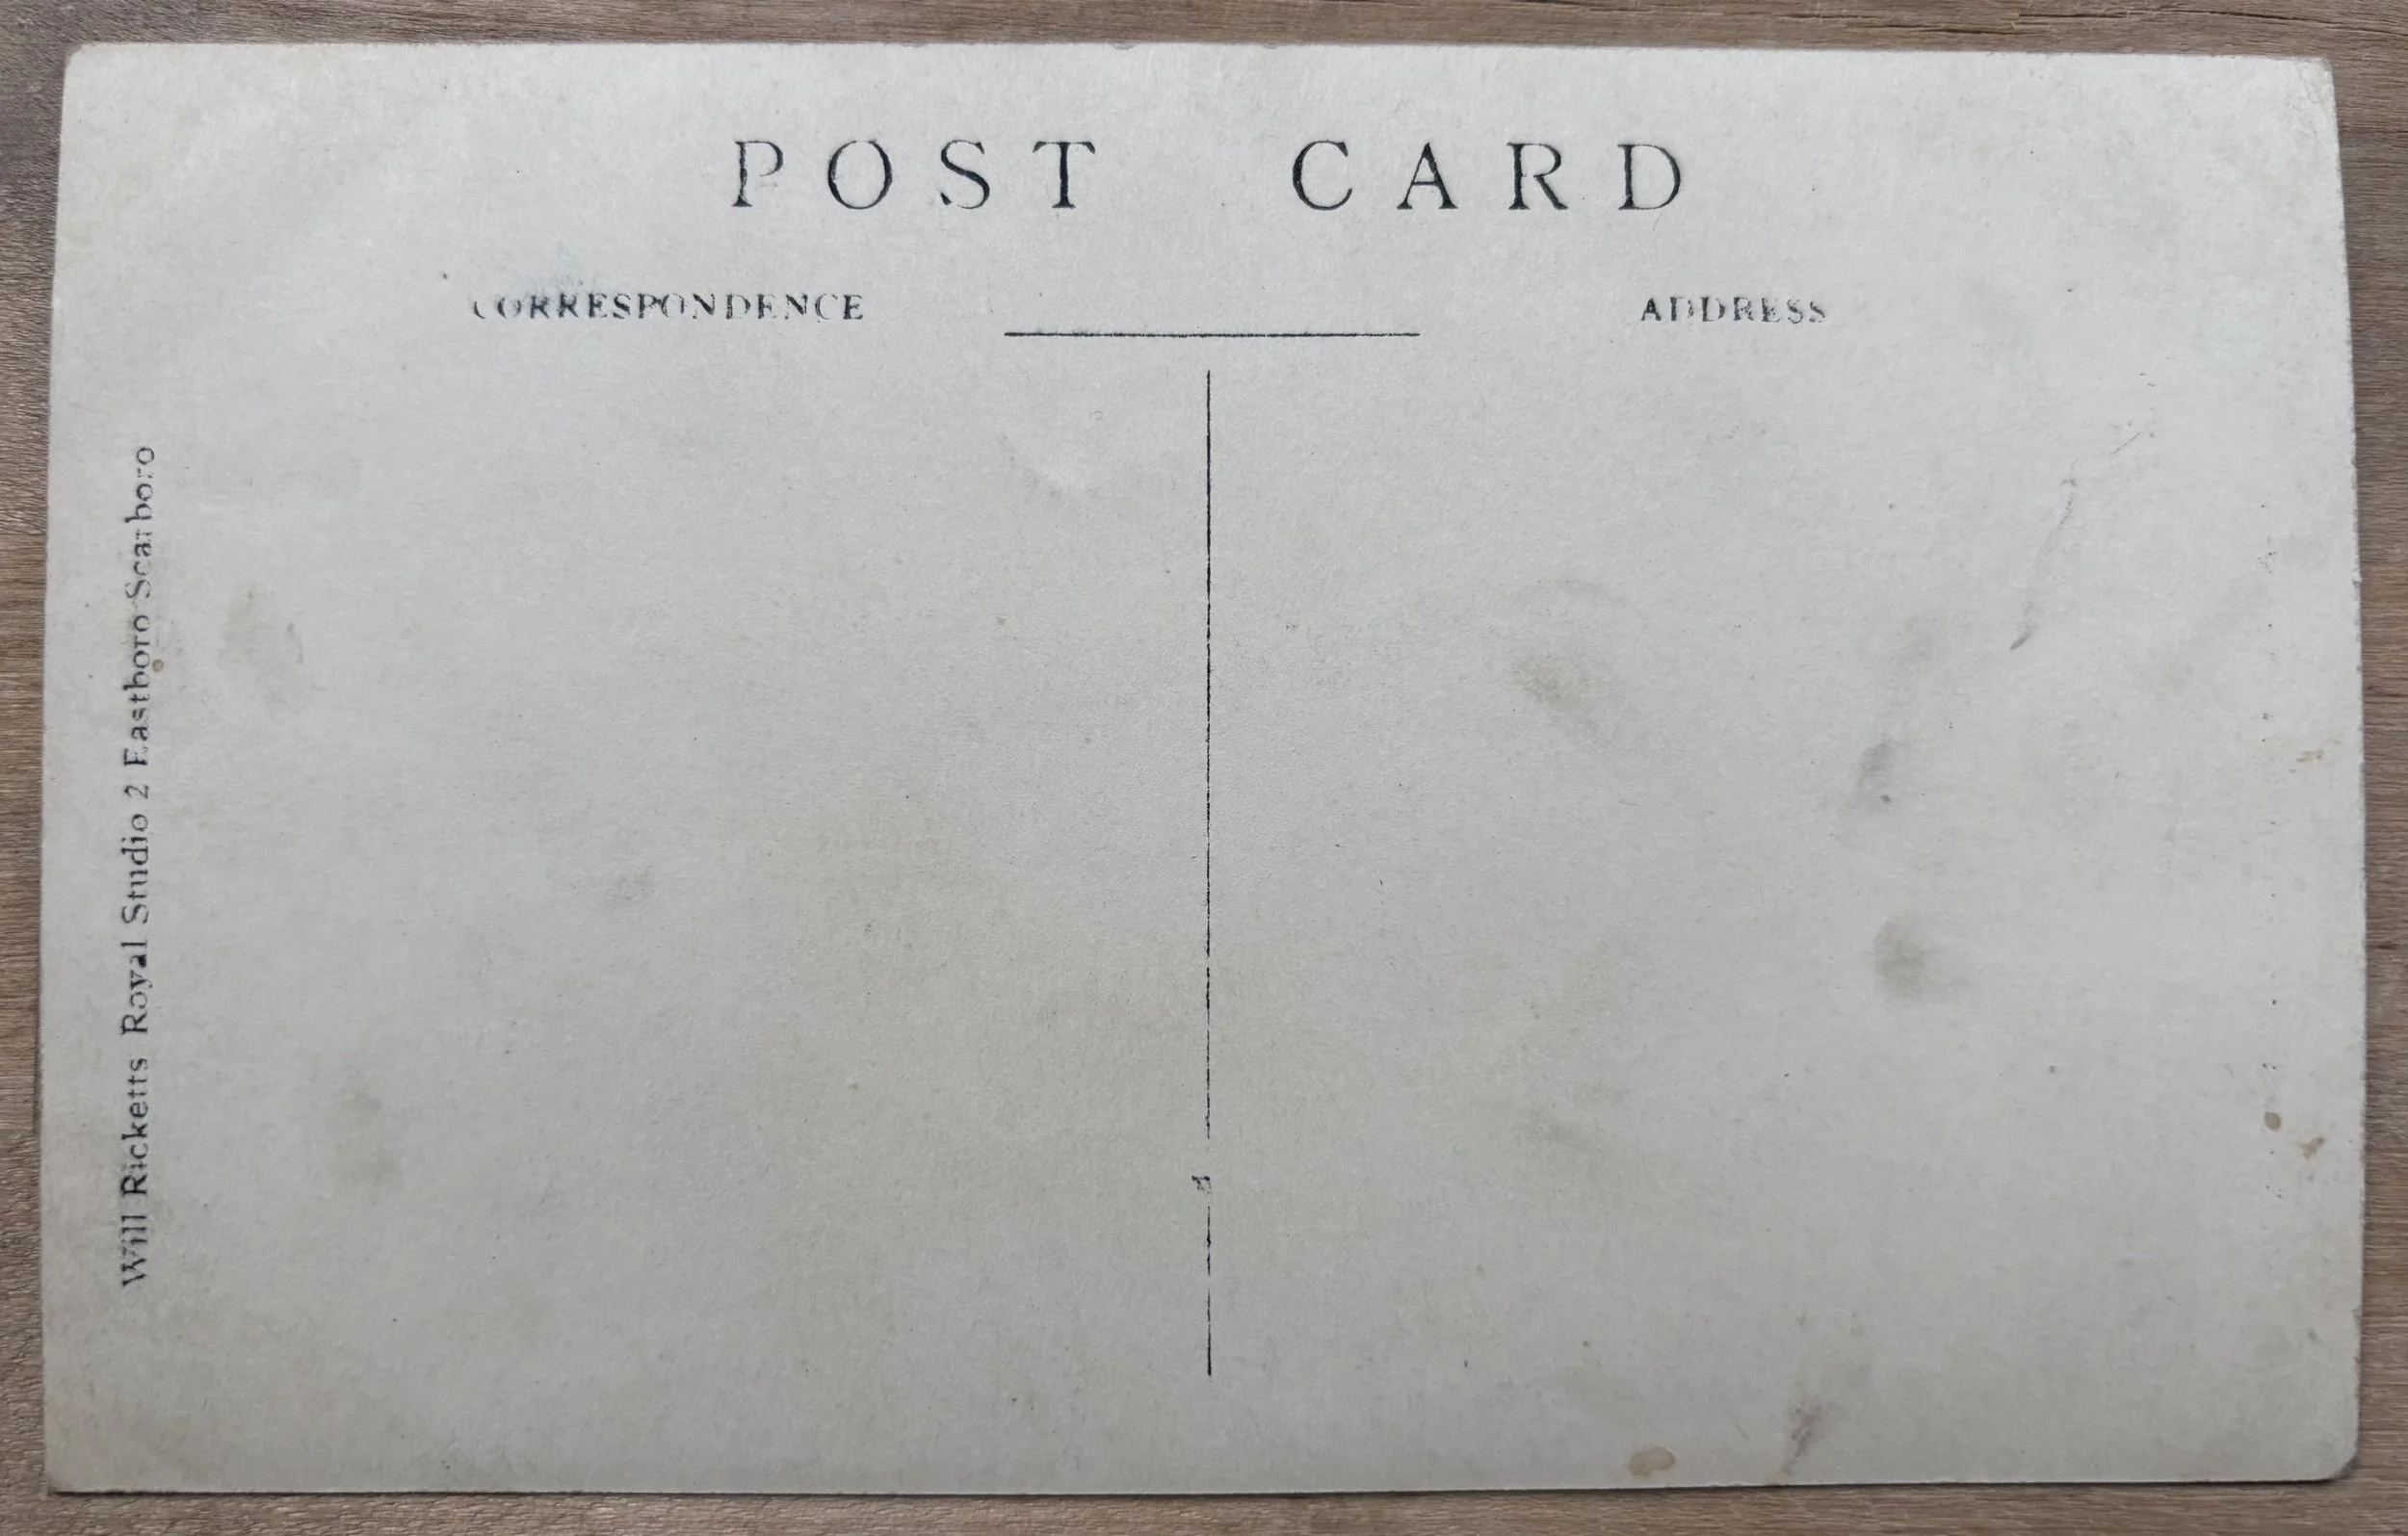 POST CARD
CORRESPONDENCE
ADDRESS
Will Ricketts Royal Studio 2 Eastboro Scarboro